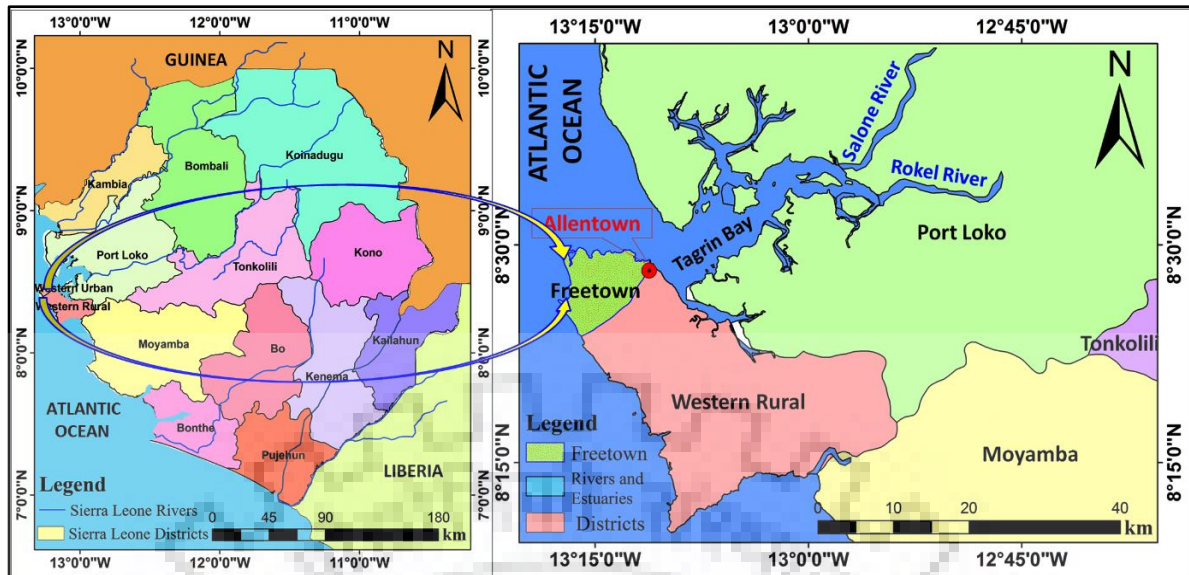 13°0'0"W 12°0'0"W 11°0'0"W
10°0'0"N
9°0'0"N
8°0'0"N
7°0'0"N
GUINEA
N
Bombali
Koinadugu
Kambia
Port Loko
Tonkolili
Kono
Western Urban
Western Rural
Moyamba
Bo
Kailahun
Kenema
ATLANTIC
OCEAN
Bonthe
Pujehun
LIBERIA
Legend
Sierra Leone Rivers
Sierra Leone Districts
0 45 90 180
km
10°0'0"N
9°0'0"N
8°0'0"N
7°0'0"N
13°0'0"W 12°0'0"W 11°0'0"W
13°15'0"W 13°0'0"W 12°45'0"W
8°30'0"N
8°15'0"N
ATLANTIC
OCEAN
N
Salone River
Rokel River
Allentown
Tagrin Bay
Port Loko
Freetown
Tonkolili
Western Rural
Moyamba
Legend
Freetown
Rivers and
Estuaries
Districts
0 10 20 40
km
8°30'0"N
8°15'0"N
13°15'0"W 13°0'0"W 12°45'0"W